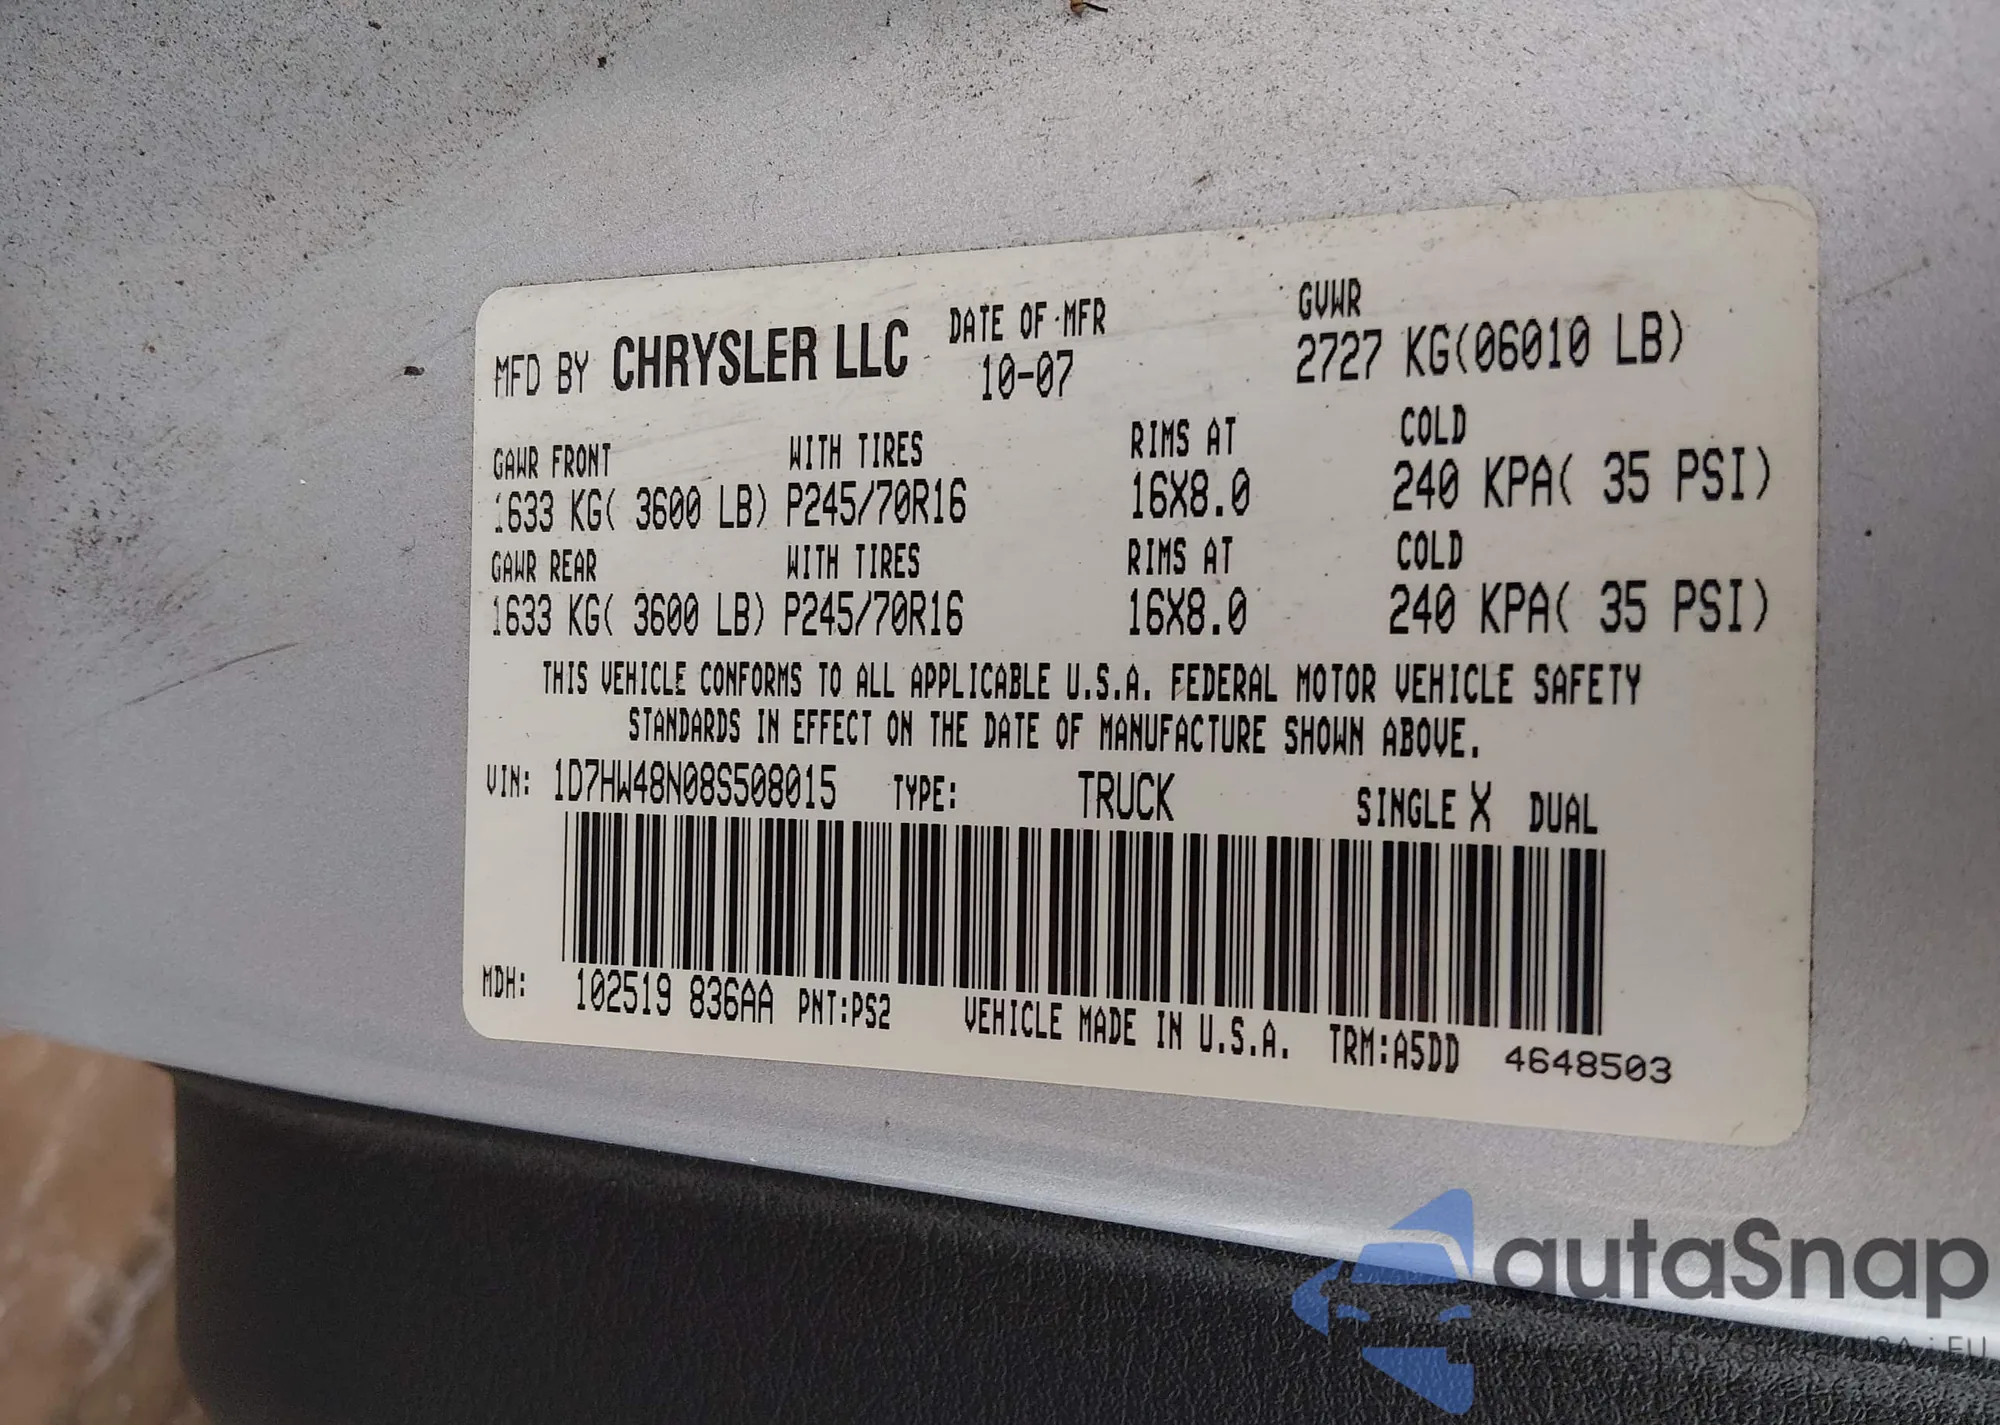 MFD BY CHRYSLER LLC DATE OF MFR GVWR
10-07 2727 KG(06010 LB)
GAWR FRONT WITH TIRES RIMS AT COLD
1633 KG( 3600 LB) P245/70R16 16X8.0 240 KPA( 35 PSI)
GAWR REAR WITH TIRES RIMS AT COLD
1633 KG( 3600 LB) P245/70R16 16X8.0 240 KPA( 35 PSI)
THIS VEHICLE CONFORMS TO ALL APPLICABLE U.S.A. FEDERAL MOTOR VEHICLE SAFETY
STANDARDS IN EFFECT ON THE DATE OF MANUFACTURE SHOWN ABOVE.
VIN: 1D7HW48N08S508015 TYPE: TRUCK SINGLE X DUAL
MDH: 102519 836AA PNT:PS2 VEHICLE MADE IN U.S.A. TRM:A5DD 4648503
autaSnap
USA i EU